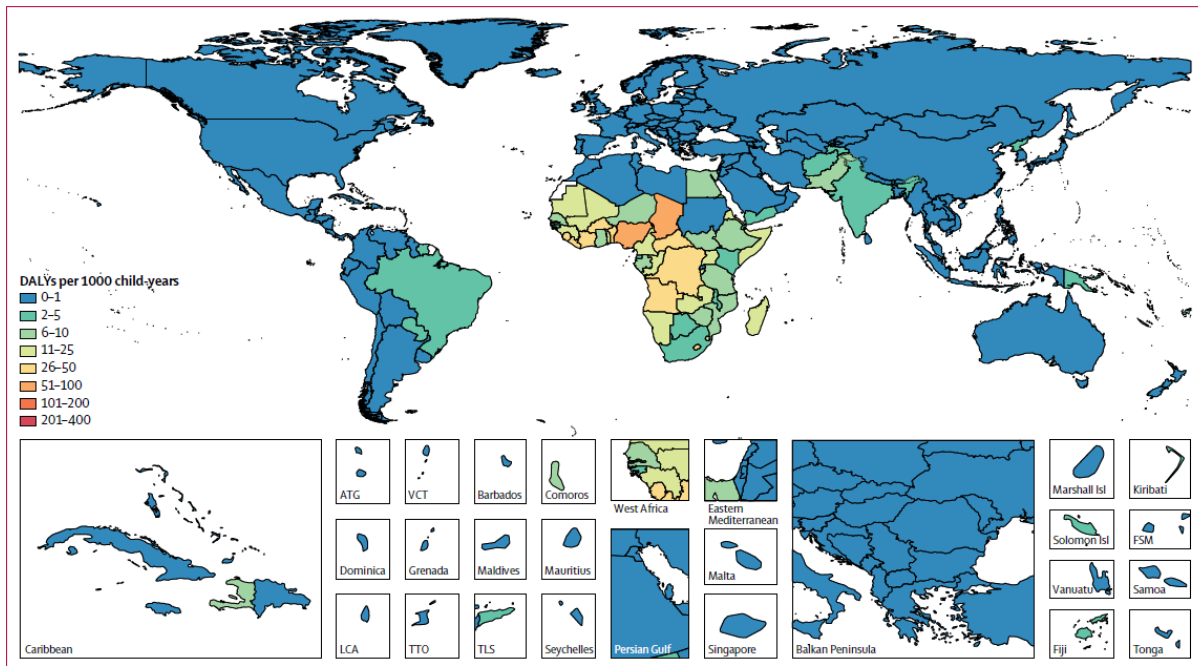 DALYs per 1000 child-years
0–1
2–5
6–10
11–25
26–50
51–100
101–200
201–400
Caribbean
ATG
VCT
Barbados
Comoros
Dominica
Grenada
Maldives
Mauritius
LCA
TTO
TLS
Seychelles
West Africa
Eastern
Mediterranean
Persian Gulf
Malta
Singapore
Balkan Peninsula
Marshall Isl
Kiribati
Solomon Isl
FSM
Vanuatu
Samoa
Fiji
Tonga